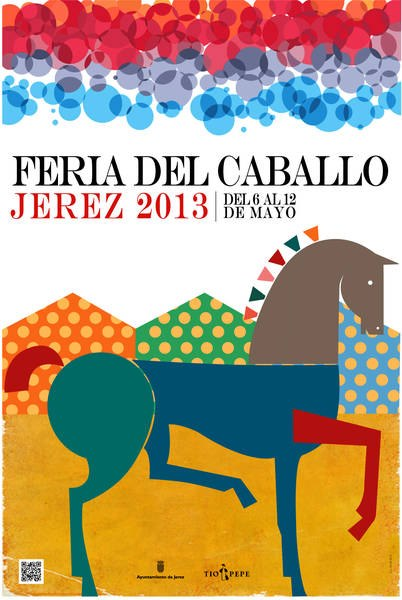 FERIA DEL CABALLO
JEREZ 2013
DEL 6 AL 12
DE MAYO
Ayuntamiento de Jerez
TIO PEPE